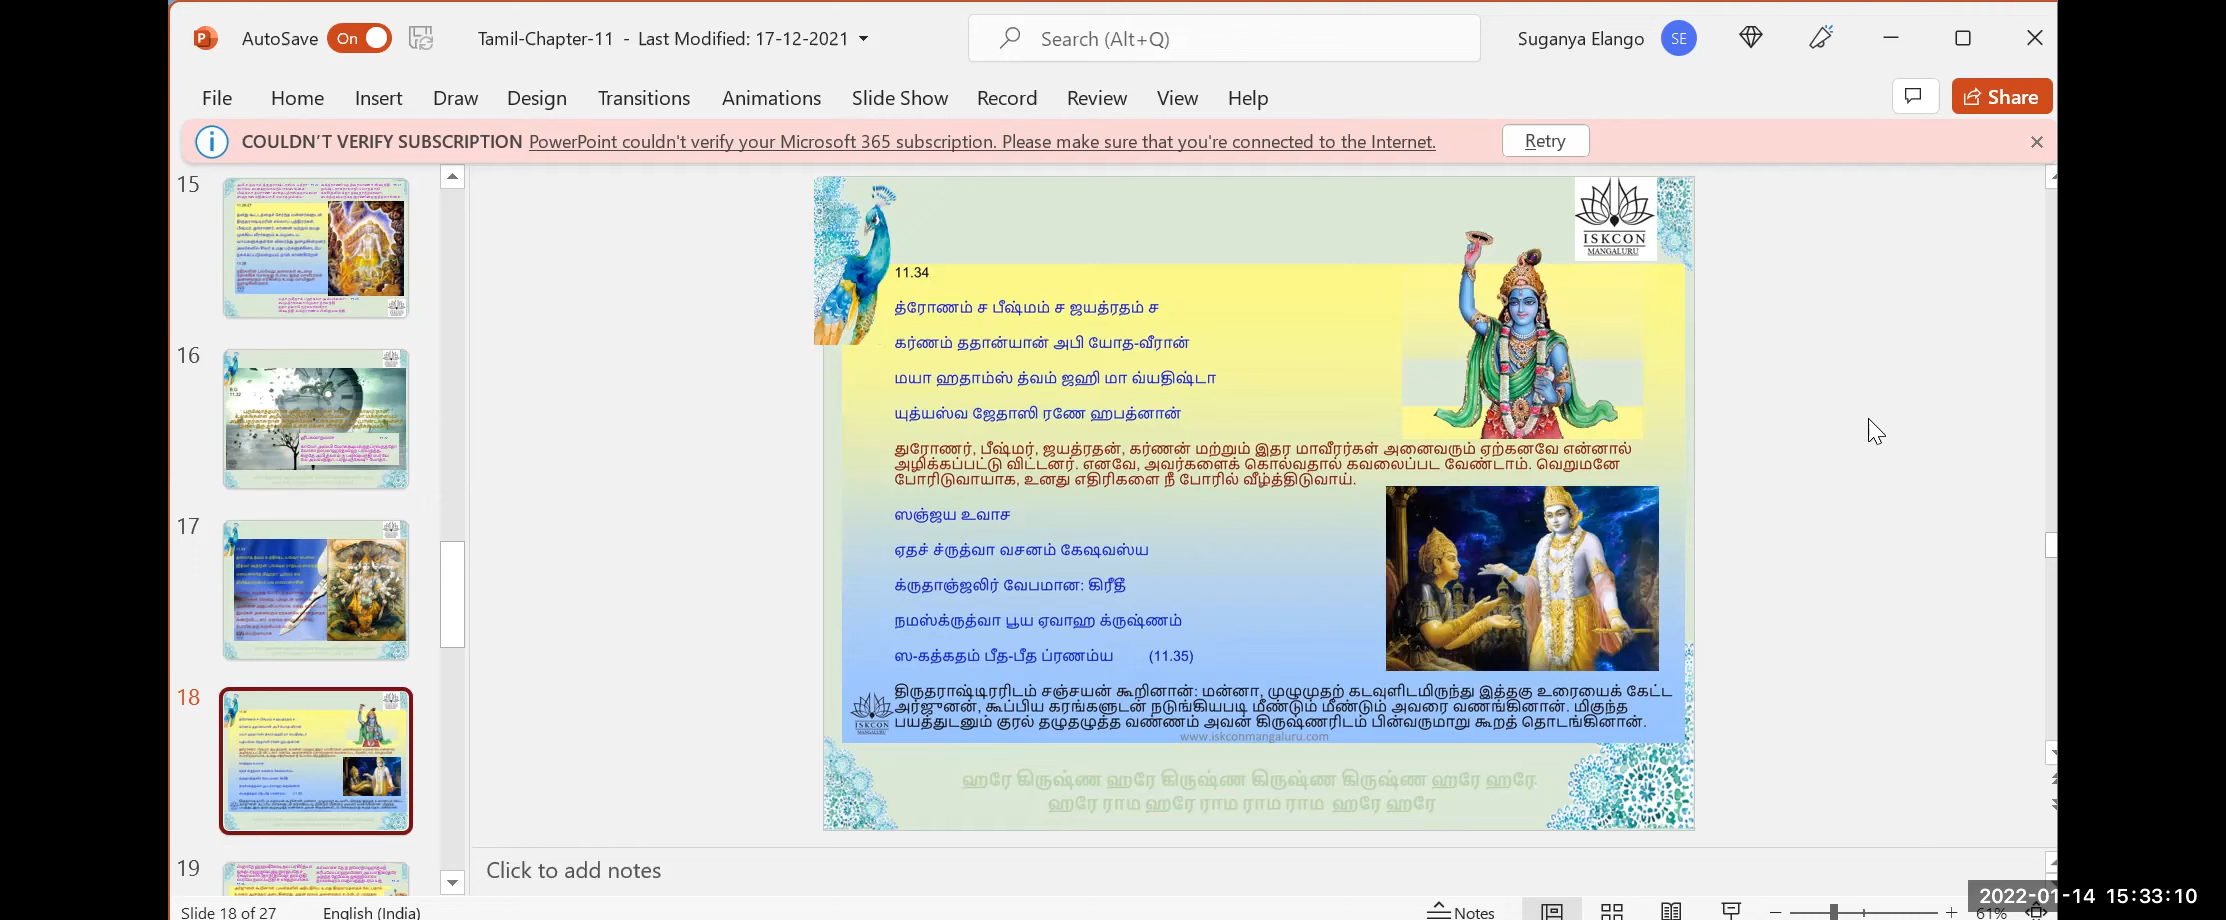 AutoSave On Tamil-Chapter-11 - Last Modified: 17-12-2021 Search (Alt+Q) Suganya Elango SE
File Home Insert Draw Design Transitions Animations Slide Show Record Review View Help Share
COULDN'T VERIFY SUBSCRIPTION PowerPoint couldn't verify your Microsoft 365 subscription. Please make sure that you're connected to the Internet. Retry
15
16
17
18
19
ISKCON
MANGALURU
11.34
த்ரோணம் ச பீஷ்மம் ச ஜயத்ரதம் ச
கர்ணம் ததான்யான் அபி யோத-வீரான்
மயா ஹதாம்ஸ் த்வம் ஜஹி மா வ்யதிஷ்டா
யுத்யஸ்வ ஜேதாஸி ரணே ஹபத்னான்
துரோணர், பீஷ்மர், ஜயத்ரதன், கர்ணன் மற்றும் இதர மாவீரர்கள் அனைவரும் ஏற்கனவே என்னால்
அழிக்கப்பட்டு விட்டனர். எனவே, அவர்களைக் கொல்வதால் கவலைப்பட வேண்டாம். வெறுமனே
போரிடுவாயாக, உனது எதிரிகளை நீ போரில் வீழ்த்திடுவாய்.
ஸஞ்ஜய உவாச
ஏதச் ச்ருத்வா வசனம் கேஷவஸ்ய
க்ருதாஞ்ஜலிர் வேபமான: கிரீதீ
நமஸ்க்ருத்வா பூய ஏவாஹ க்ருஷ்ணம்
ஸ-கத்கதம் பீத-பீத ப்ரணம்ய (11.35)
திருதராஷ்டிரரிடம் சஞ்சயன் கூறினான்: மன்னா, முழுமுதற் கடவுளிடமிருந்து இத்தகு உரையைக் கேட்ட
அர்ஜுனன், கூப்பிய கரங்களுடன் நடுங்கியபடி மீண்டும் மீண்டும் அவரை வணங்கினான். மிகுந்த
பயத்துடனும் குரல் தழுதழுத்த வண்ணம் அவன் கிருஷ்ணரிடம் பின்வருமாறு கூறத் தொடங்கினான்.
ISKCON
MANGALURU
www.iskconmangaluru.com
ஹரே கிருஷ்ண ஹரே கிருஷ்ண கிருஷ்ண கிருஷ்ண ஹரே ஹரே
ஹரே ராம ஹரே ராம ராம ராம ஹரே ஹரே
Click to add notes
2022-01-14 15:33:10
Slide 18 of 27 English (India) Notes 61%